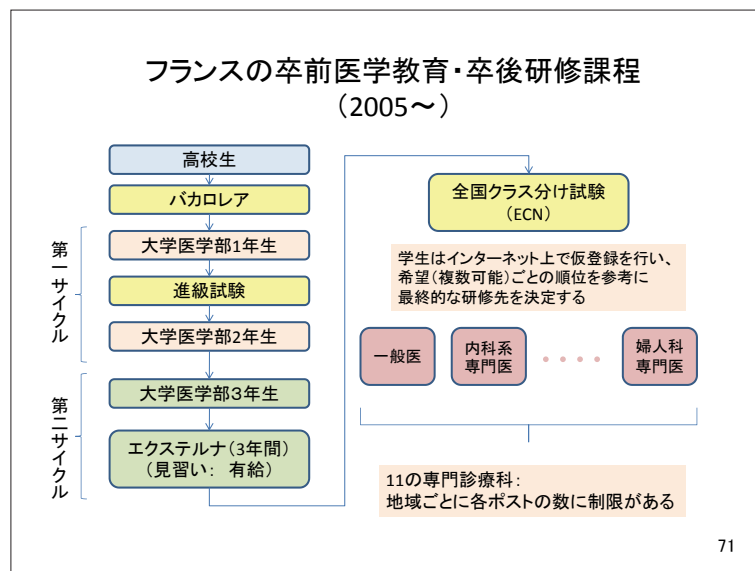 フランスの卒前医学教育・卒後研修課程
（2005～）
高校生
バカロレア
第一サイクル
大学医学部1年生
進級試験
大学医学部2年生
第二サイクル
大学医学部３年生
エクステルナ（3年間）
（見習い： 有給）
全国クラス分け試験
（ECN）
学生はインターネット上で仮登録を行い、
希望（複数可能）ごとの順位を参考に
最終的な研修先を決定する
一般医
内科系
専門医
・・・・
婦人科
専門医
11の専門診療科：
地域ごとに各ポストの数に制限がある
71